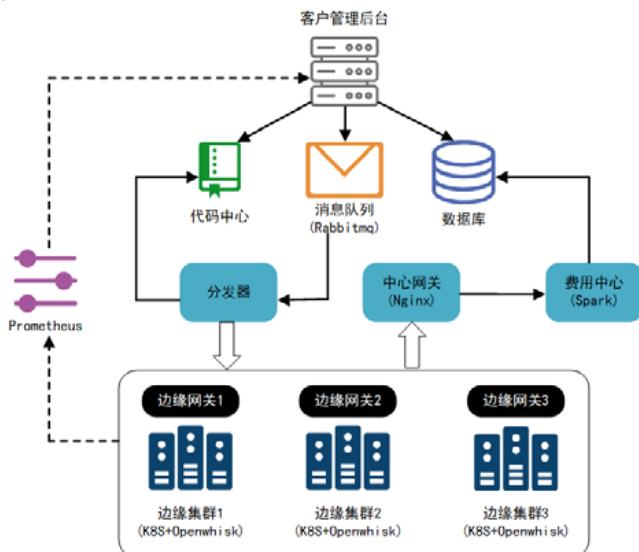 客户管理后台
代码中心
消息队列
(Rabbitmq)
数据库
Prometheus
分发器
中心网关
(Nginx)
费用中心
(Spark)
边缘网关1
边缘网关2
边缘网关3
边缘集群1
(K8S+Openwhisk)
边缘集群2
(K8S+Openwhisk)
边缘集群3
(K8S+Openwhisk)